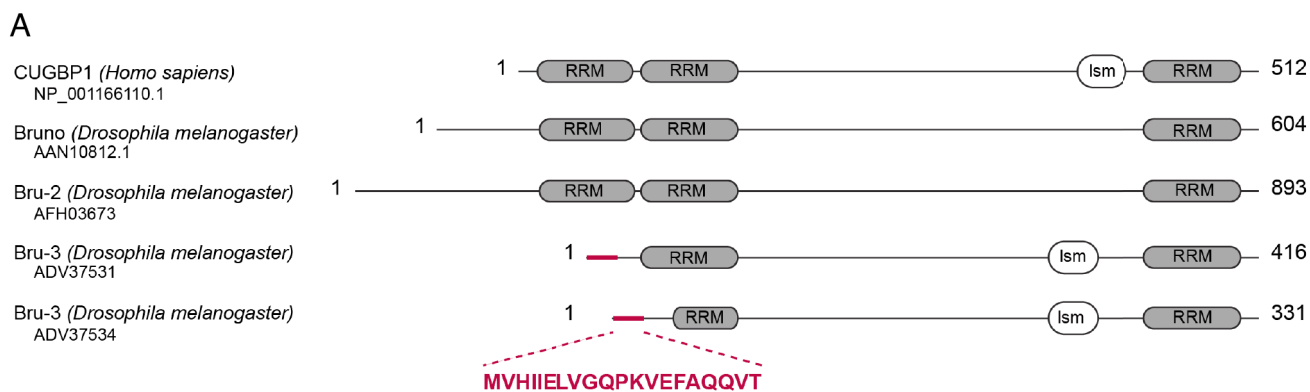 A
CUGBP1 (Homo sapiens) 1 RRM RRM lsm RRM 512
NP_001166110.1
Bruno (Drosophila melanogaster) 1 RRM RRM RRM 604
AAN10812.1
Bru-2 (Drosophila melanogaster) 1 RRM RRM RRM 893
AFH03673
Bru-3 (Drosophila melanogaster) 1 RRM lsm RRM 416
ADV37531
Bru-3 (Drosophila melanogaster) 1 RRM lsm RRM 331
ADV37534
MVHIIELVGQPKVEFAQQVT